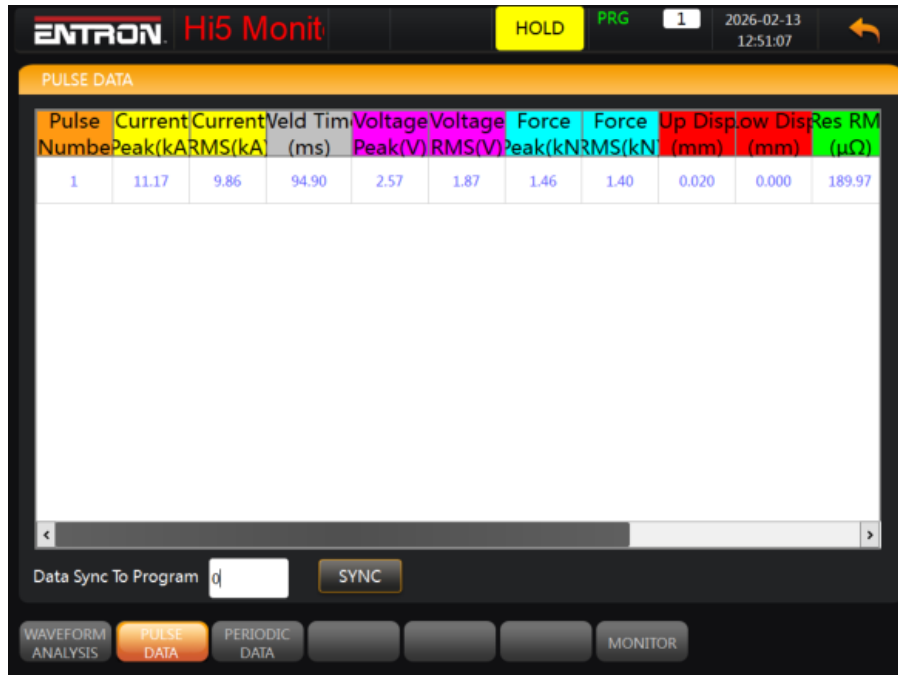 ENTRON. Hi5 Monit HOLD PRG 1 2026-02-13
12:51:07
PULSE DATA
Pulse Current Current Weld Tim Voltage Voltage Force Force Up Disp Low Disp Res RM
Numbe Peak(kA RMS(kA) (ms) Peak(V) RMS(V) Peak(kN RMS(kN) (mm) (mm) (μΩ)
1 11.17 9.86 94.90 2.57 1.87 1.46 1.40 0.020 0.000 189.97
Data Sync To Program 0 SYNC
WAVEFORM PULSE PERIODIC
ANALYSIS DATA DATA MONITOR